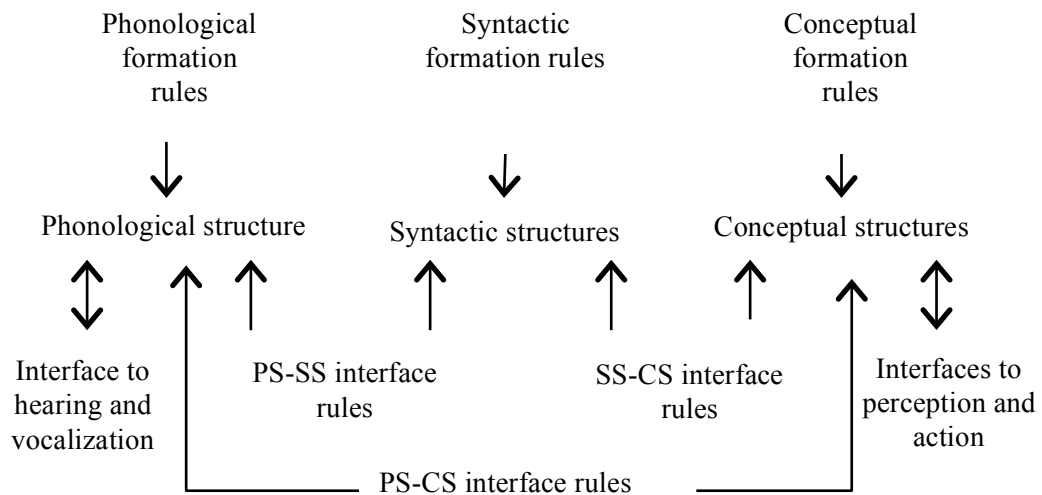 Phonological
formation
rules
Syntactic
formation rules
Conceptual
formation
rules
Phonological structure
Syntactic structures
Conceptual structures
Interface to
hearing and
vocalization
PS-SS interface
rules
SS-CS interface
rules
Interfaces to
perception and
action
PS-CS interface rules